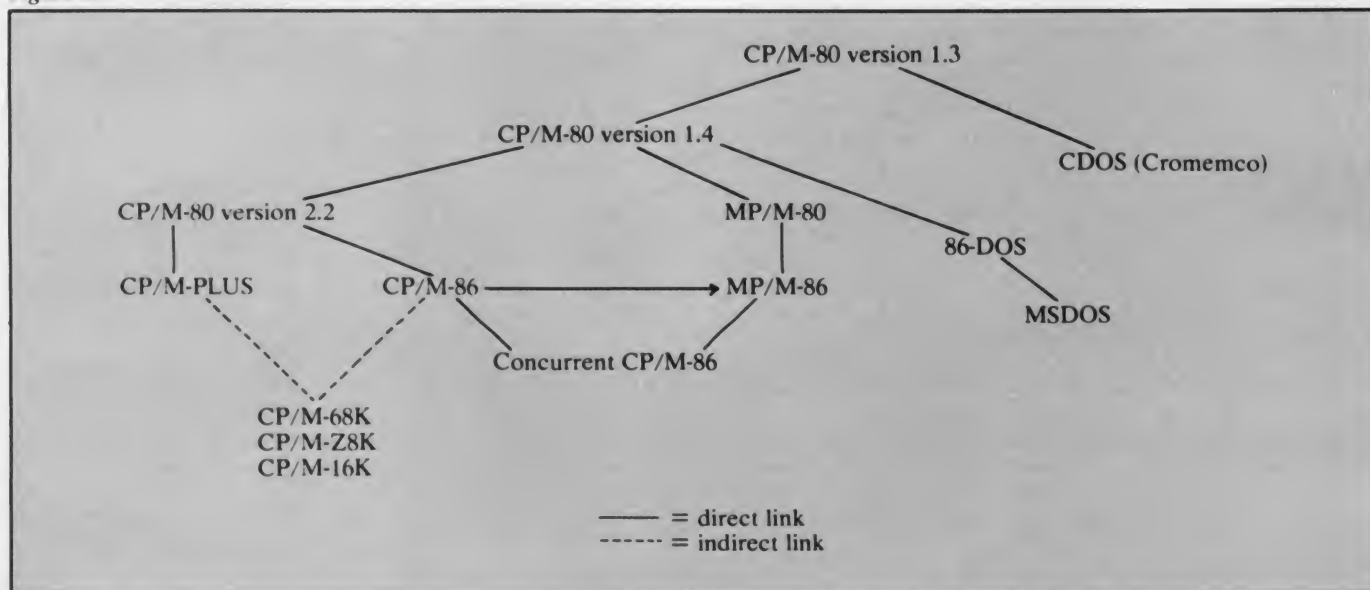 CP/M-80 version 1.3
CP/M-80 version 1.4
CDOS (Cromemco)
CP/M-80 version 2.2
MP/M-80
86-DOS
CP/M-PLUS
CP/M-86
MP/M-86
MSDOS
Concurrent CP/M-86
CP/M-68K
CP/M-Z8K
CP/M-16K
= direct link
= indirect link